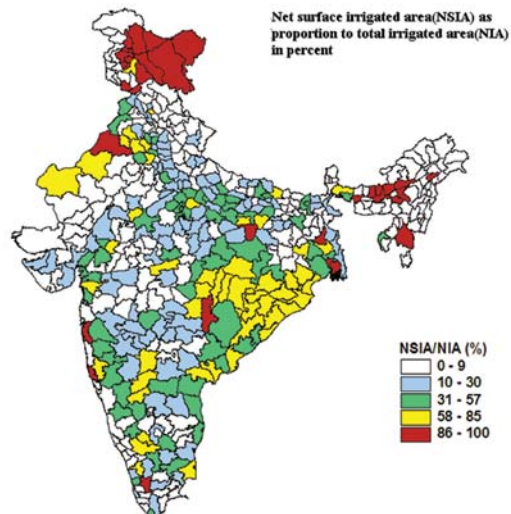 Net surface irrigated area(NSIA) as
proportion to total irrigated area(NIA)
in percent
NSIA/NIA (%)
0 - 9
10 - 30
31 - 57
58 - 85
86 - 100